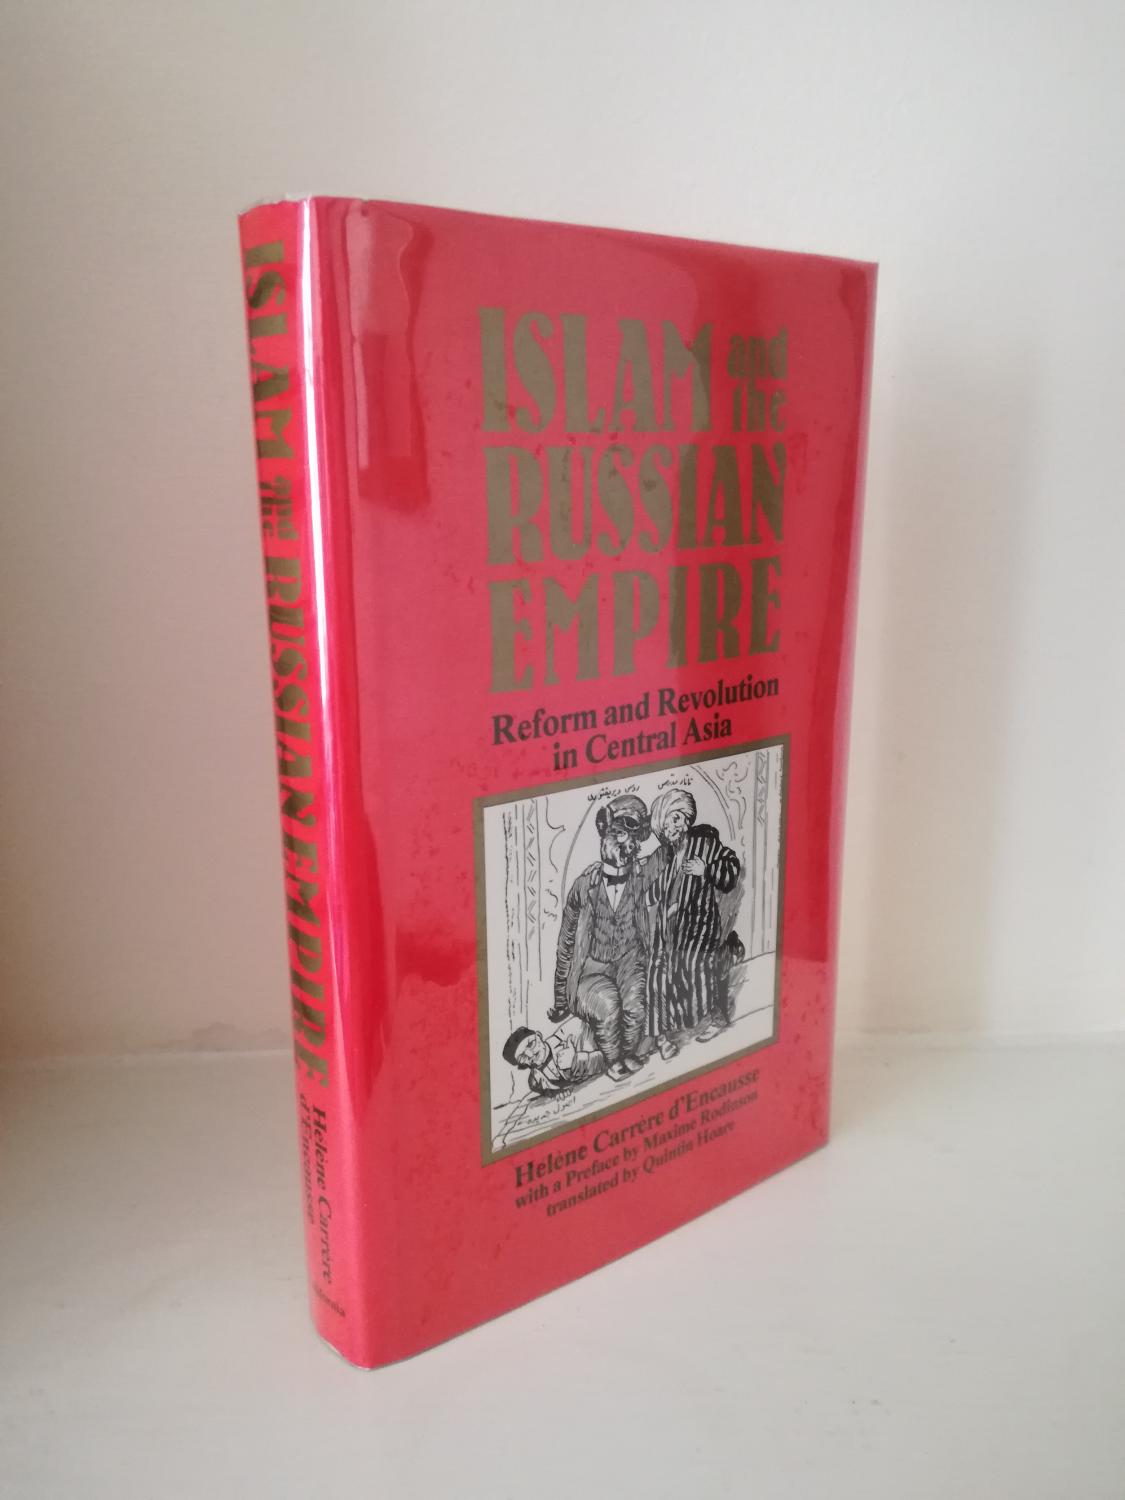 ISLAM and the RUSSIAN EMPIRE
Hélène Carrère d'Encausse
ISLAM and
the
RUSSIAN
EMPIRE
Reform and Revolution
in Central Asia
Hélène Carrère d'Encausse
with a Preface by Maxime Rodinson
translated by Quintin Hoare